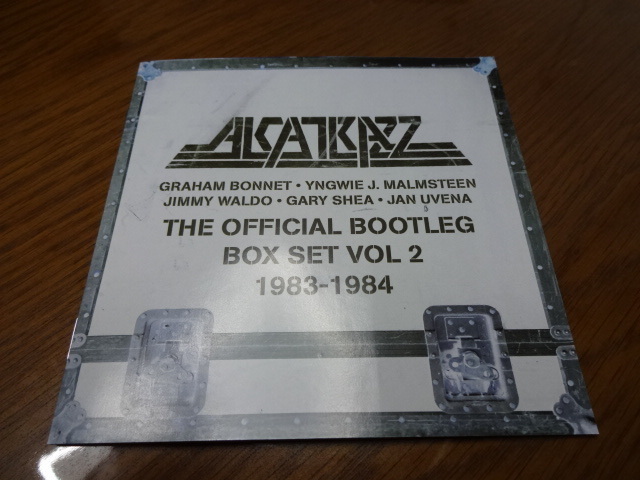 ALCATRAZZ
GRAHAM BONNET • YNGWIE J. MALMSTEEN
JIMMY WALDO • GARY SHEA • JAN UVENA
THE OFFICIAL BOOTLEG
BOX SET VOL 2
1983-1984